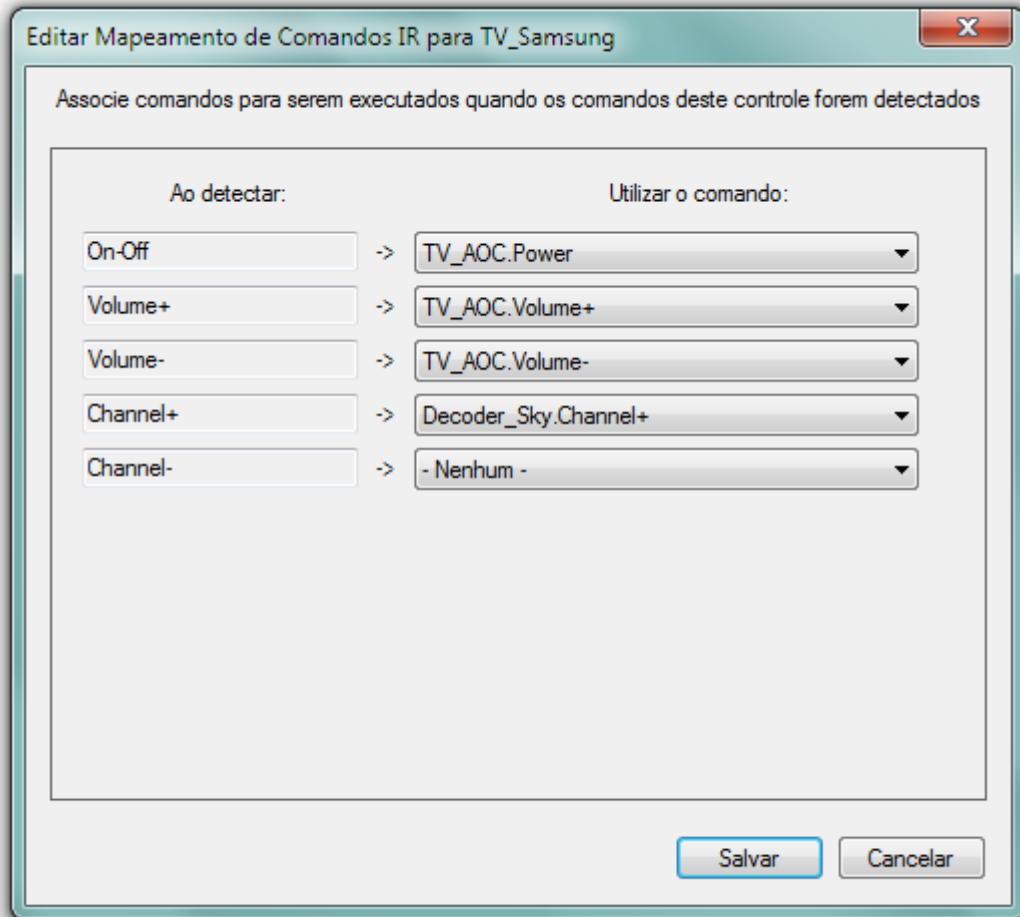 Editar Mapeamento de Comandos IR para TV_Samsung
Associe comandos para serem executados quando os comandos deste controle forem detectados
Ao detectar: Utilizar o comando:
On-Off -> TV_AOC.Power
Volume+ -> TV_AOC.Volume+
Volume- -> TV_AOC.Volume-
Channel+ -> Decoder_Sky.Channel+
Channel- -> - Nenhum -
Salvar Cancelar